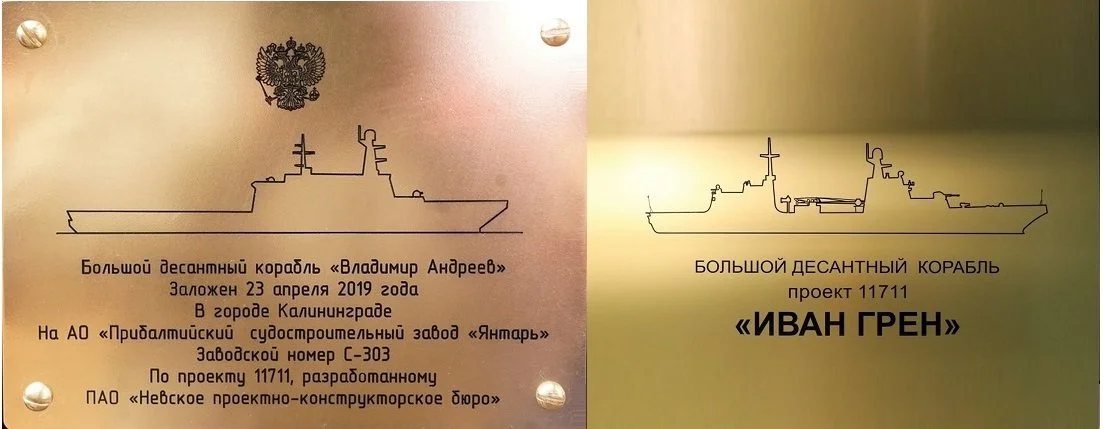 Большой десантный корабль «Владимир Андреев»
Заложен 23 апреля 2019 года
В городе Калининграде
На АО «Прибалтийский судостроительный завод «Янтарь»
Заводской номер С-303
По проекту 11711, разработанному
ПАО «Невское проектно-конструкторское бюро»
БОЛЬШОЙ ДЕСАНТНЫЙ КОРАБЛЬ
проект 11711
«ИВАН ГРЕН»